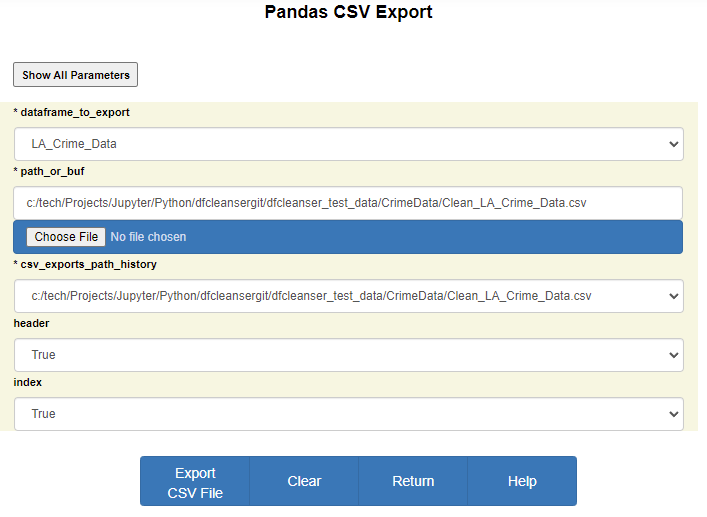 Pandas CSV Export
Show All Parameters
* dataframe_to_export
LA_Crime_Data
* path_or_buf
c:/tech/Projects/Jupyter/Python/dfcleansergit/dfcleanser_test_data/CrimeData/Clean_LA_Crime_Data.csv
Choose File No file chosen
* csv_exports_path_history
c:/tech/Projects/Jupyter/Python/dfcleansergit/dfcleanser_test_data/CrimeData/Clean_LA_Crime_Data.csv
header
True
index
True
Export
CSV File
Clear
Return
Help